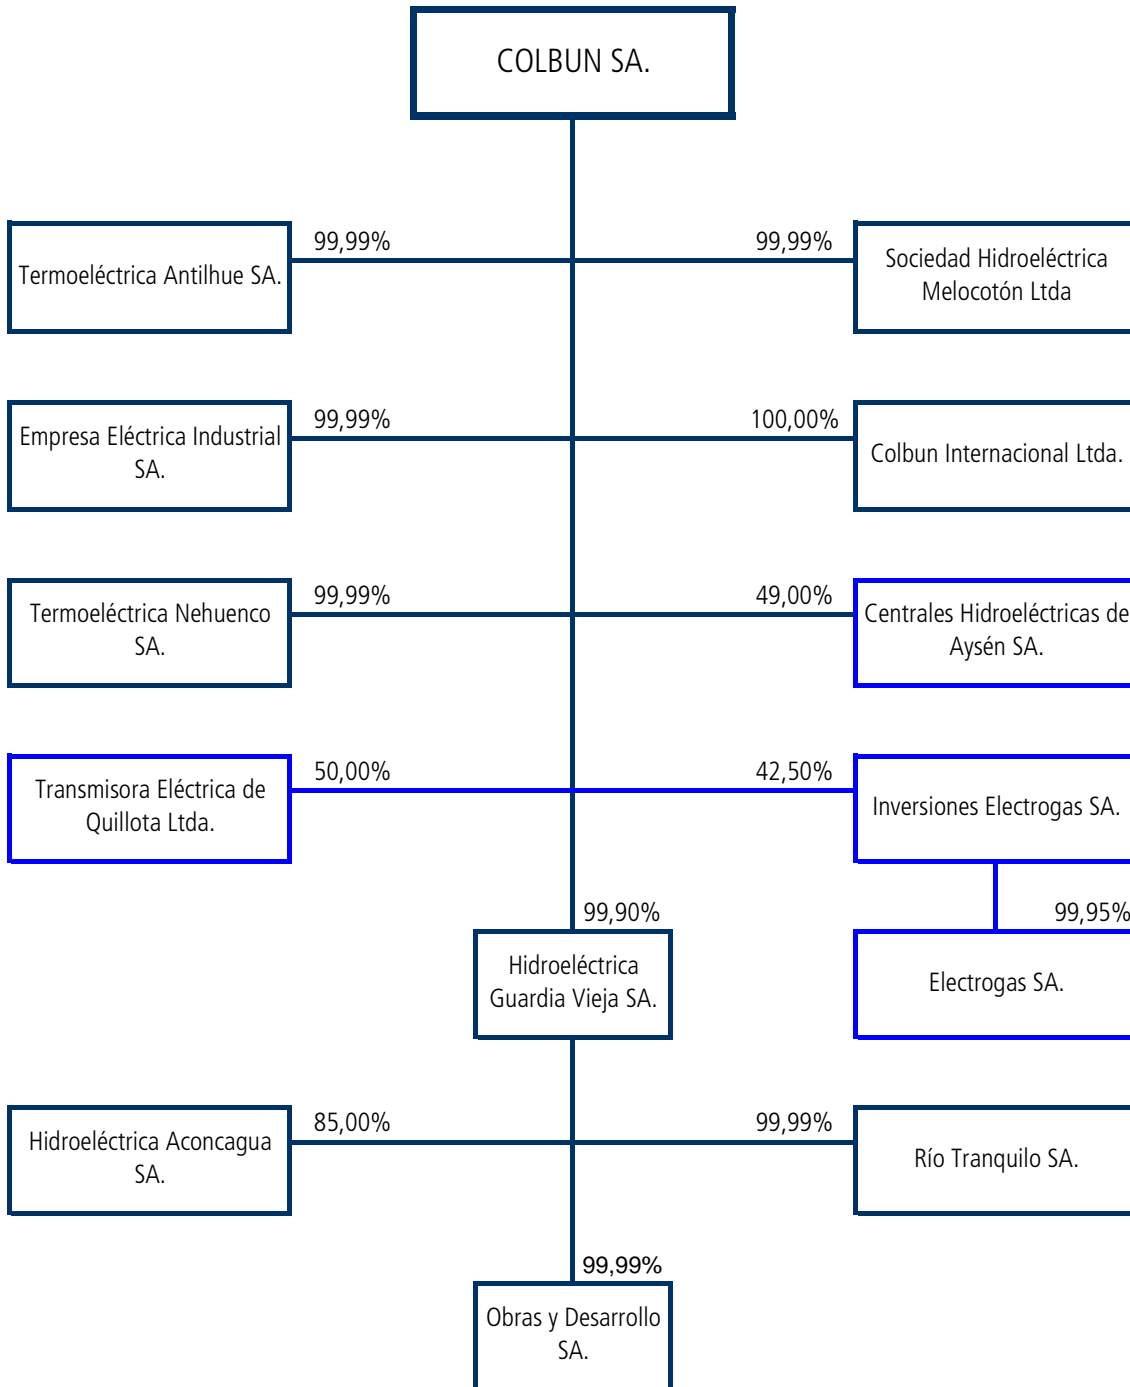 COLBUN SA.
99,99%
99,99%
Termoeléctrica Antilhue SA.
Sociedad Hidroeléctrica
Melocotón Ltda
99,99%
100,00%
Empresa Eléctrica Industrial
SA.
Colbun Internacional Ltda.
99,99%
49,00%
Termoeléctrica Nehuenco
SA.
Centrales Hidroeléctricas de
Aysén SA.
50,00%
42,50%
Transmisora Eléctrica de
Quillota Ltda.
Inversiones Electrogas SA.
99,90%
99,95%
Hidroeléctrica
Guardia Vieja SA.
Electrogas SA.
85,00%
99,99%
Hidroeléctrica Aconcagua
SA.
Río Tranquilo SA.
99,99%
Obras y Desarrollo
SA.